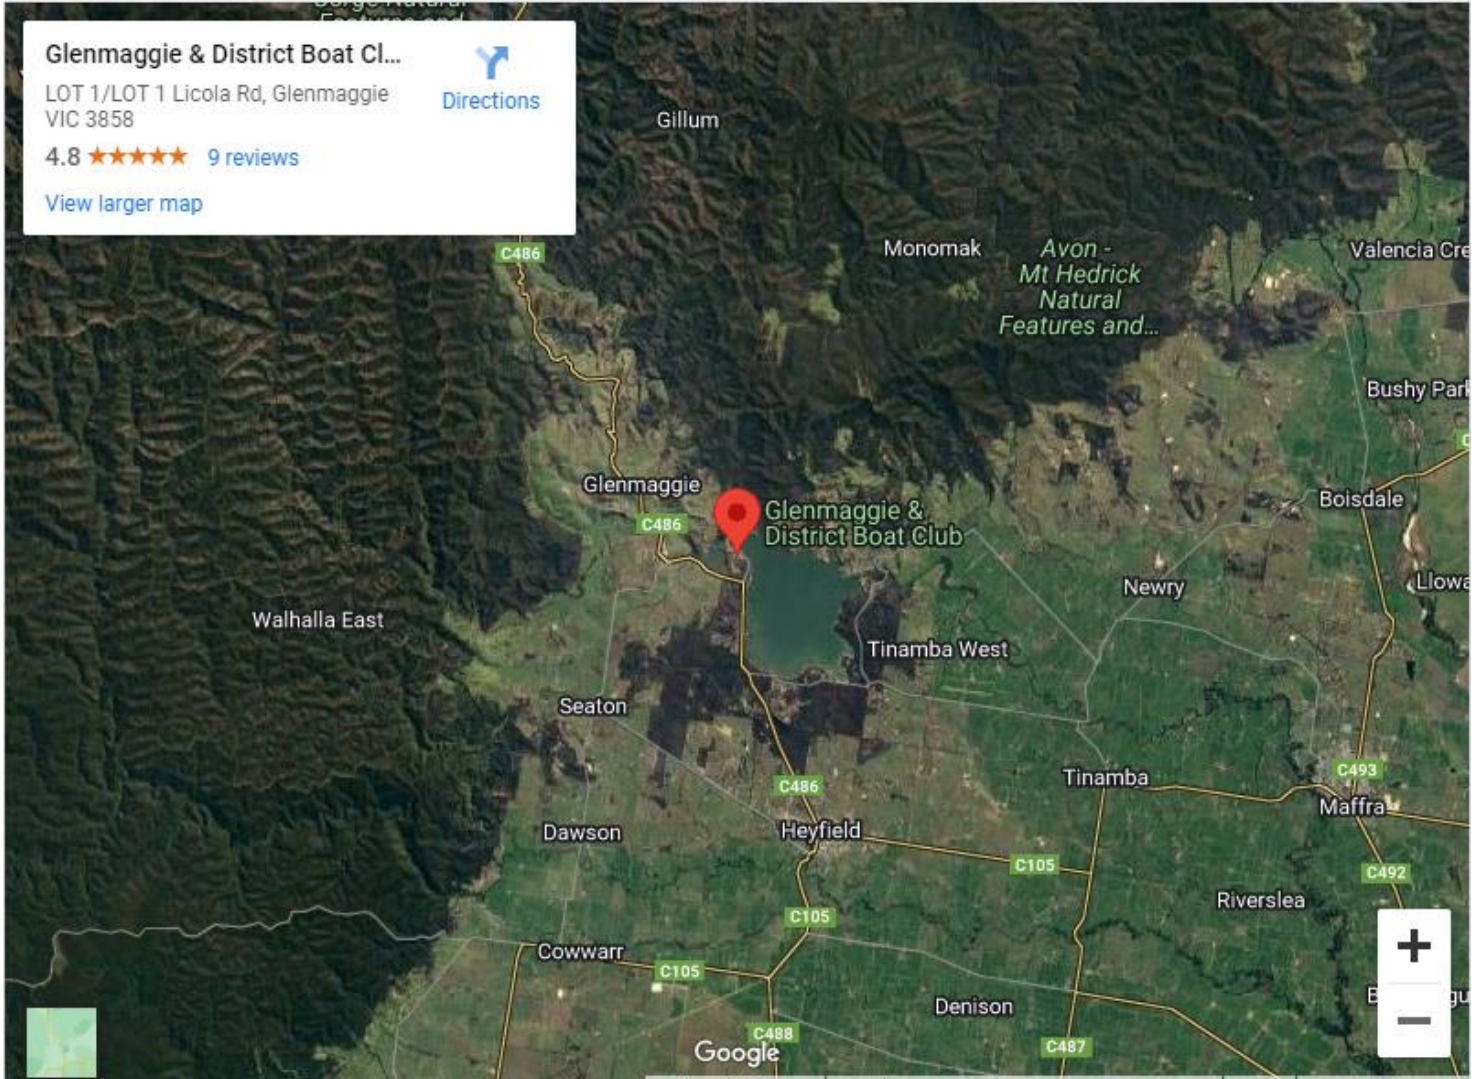 Glenmaggie & District Boat Cl...
LOT 1/LOT 1 Licola Rd, Glenmaggie
VIC 3858
4.8 ★★★★★ 9 reviews
View larger map
Directions
Gillum
C486
Monomak
Avon -
Mt Hedrick
Natural
Features and...
Valencia Cre
Bushy Park
Glenmaggie
C486
Glenmaggie &
District Boat Club
Boisdale
Newry
Llowa
Walhalla East
Tinamba West
Seaton
C486
Tinamba
C493
Maffra
Dawson
Heyfield
C105
C492
Riverslea
C105
Cowwarr
C105
Denison
C488
C487
Google